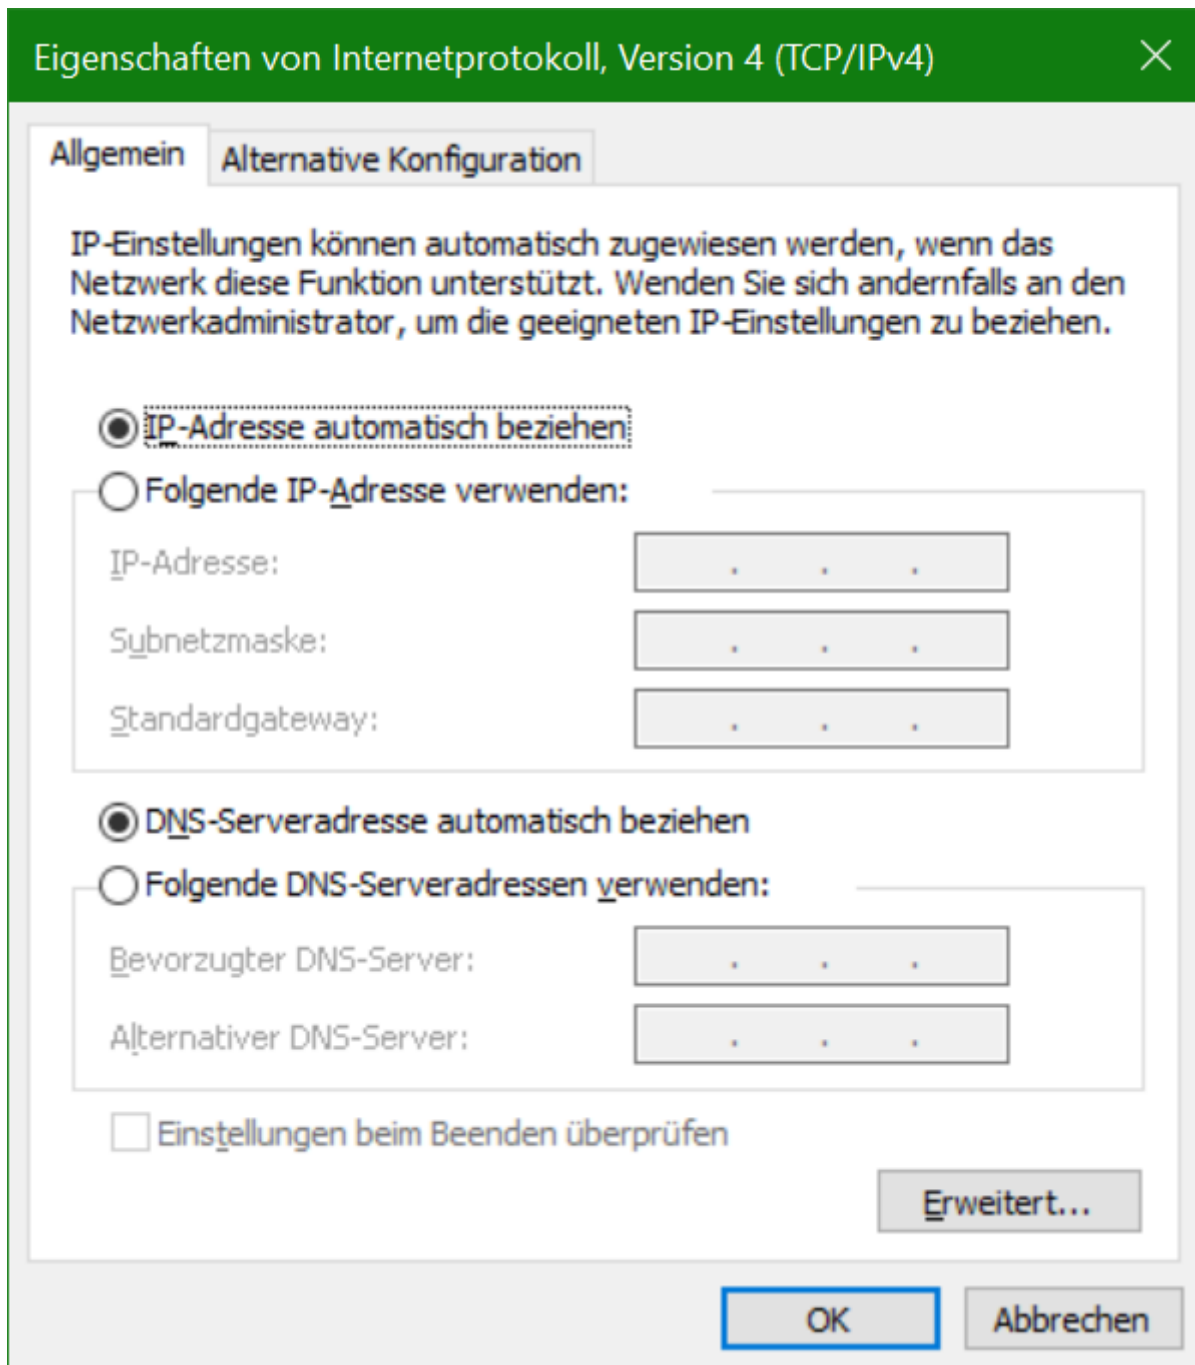 Eigenschaften von Internetprotokoll, Version 4 (TCP/IPv4)
Allgemein
Alternative Konfiguration
IP-Einstellungen können automatisch zugewiesen werden, wenn das
Netzwerk diese Funktion unterstützt. Wenden Sie sich andernfalls an den
Netzwerkadministrator, um die geeigneten IP-Einstellungen zu beziehen.
IP-Adresse automatisch beziehen
Folgende IP-Adresse verwenden:
IP-Adresse: . . .
Subnetzmaske: . . .
Standardgateway: . . .
DNS-Serveradresse automatisch beziehen
Folgende DNS-Serveradressen verwenden:
Bevorzugter DNS-Server: . . .
Alternativer DNS-Server: . . .
Einstellungen beim Beenden überprüfen
Erweitert...
OK
Abbrechen